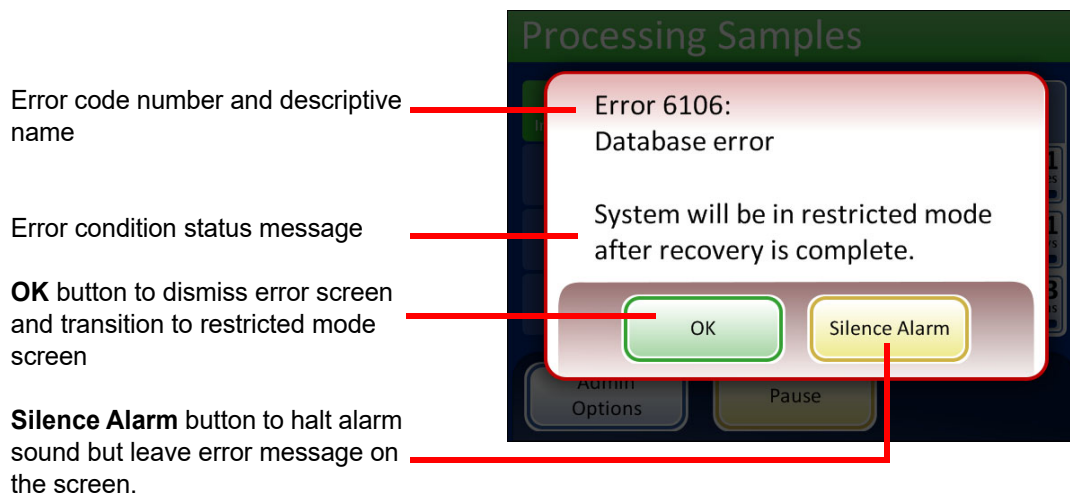 Processing Samples
Error code number and descriptive
name
Error 6106:
Database error
Error condition status message
System will be in restricted mode
after recovery is complete.
OK button to dismiss error screen
and transition to restricted mode
screen
OK
Silence Alarm
Admin
Options
Pause
Silence Alarm button to halt alarm
sound but leave error message on
the screen.